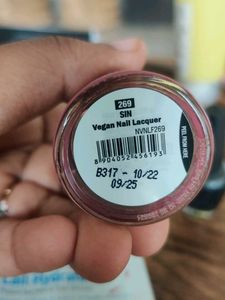 269
SIN
Vegan Nail Lacquer
NVNLF269
8904052456193
PEEL FROM HERE
B317 - 10/22
09/25